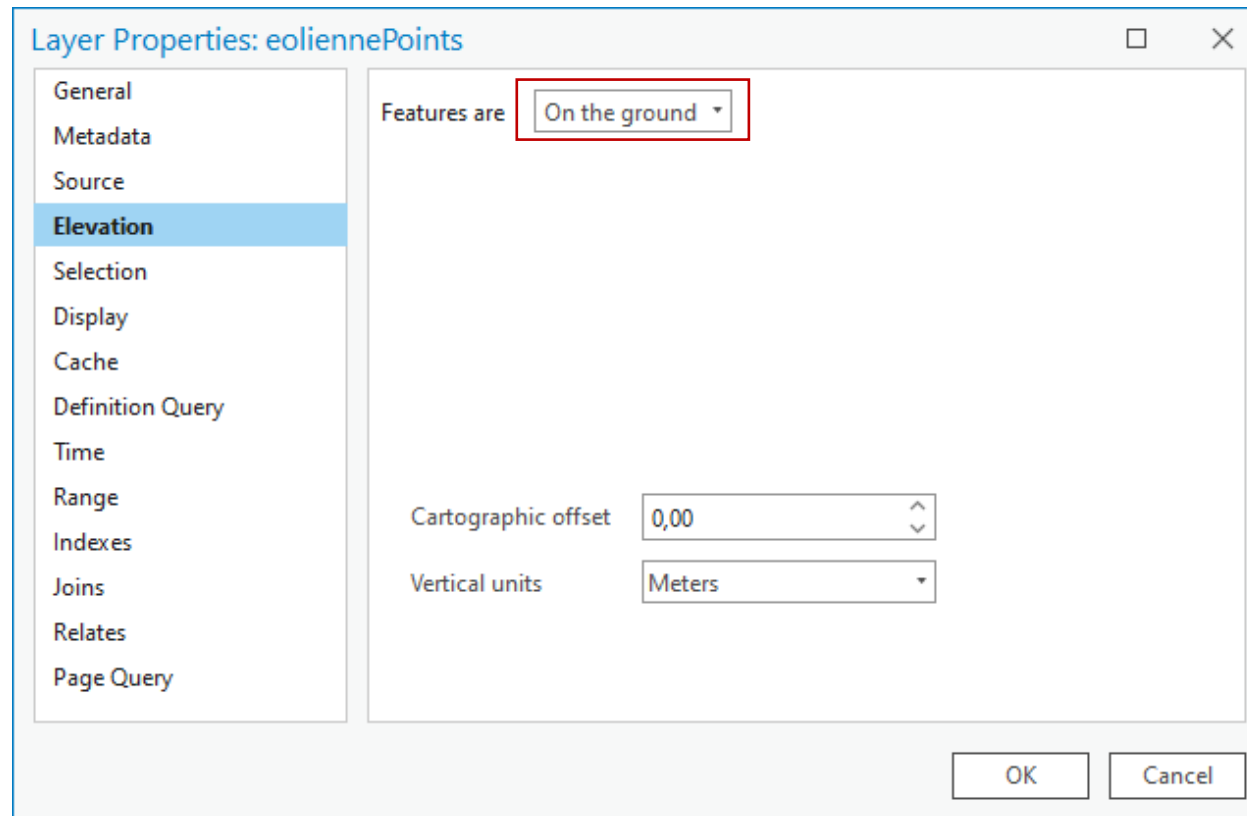 Layer Properties: eoliennePoints
General
Metadata
Source
Elevation
Selection
Display
Cache
Definition Query
Time
Range
Indexes
Joins
Relates
Page Query
Features are On the ground
Cartographic offset 0,00
Vertical units Meters
OK Cancel